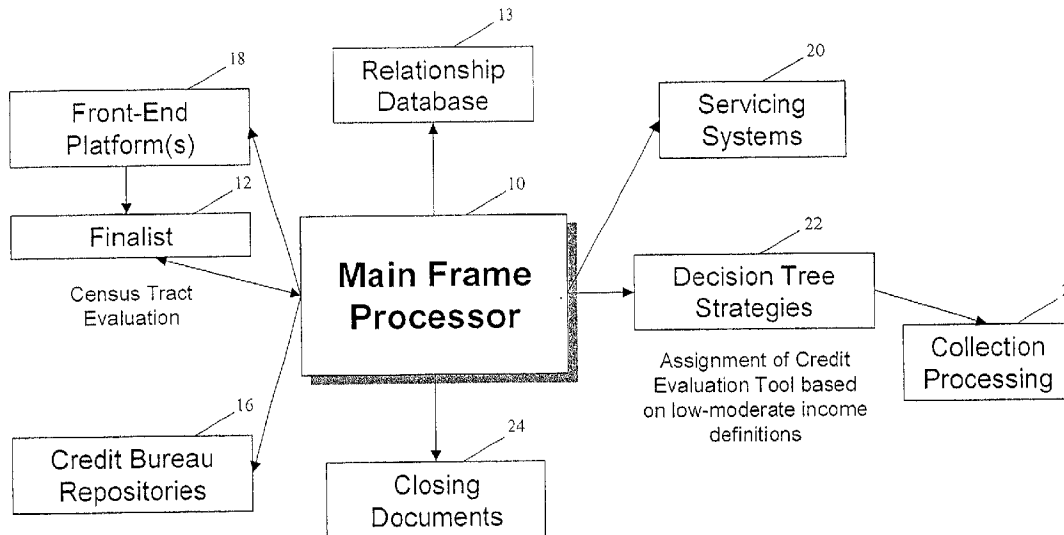 13
Relationship
Database
18
Front-End
Platform(s)
20
Servicing
Systems
12
Finalist
Census Tract
Evaluation
10
Main Frame
Processor
22
Decision Tree
Strategies
Assignment of Credit
Evaluation Tool based
on low-moderate income
definitions
Collection
Processing
16
Credit Bureau
Repositories
24
Closing
Documents